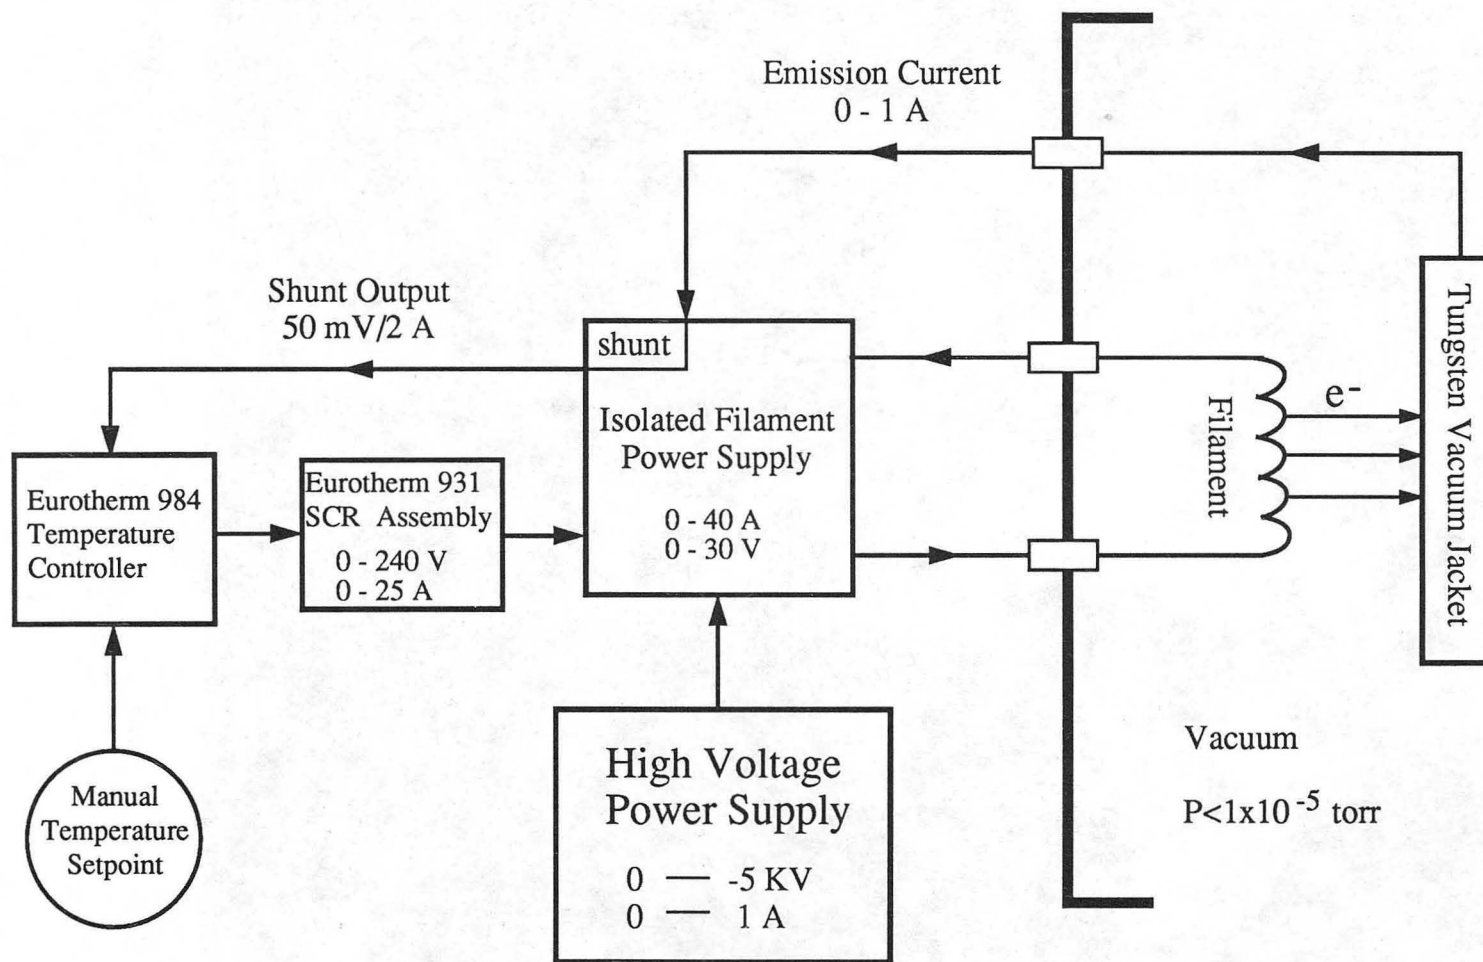 Emission Current
0 - 1 A
Shunt Output
50 mV/2 A
shunt
Isolated Filament
Power Supply
0 - 40 A
0 - 30 V
Eurotherm 984
Temperature
Controller
Eurotherm 931
SCR Assembly
0 - 240 V
0 - 25 A
Manual
Temperature
Setpoint
High Voltage
Power Supply
0 — -5 KV
0 — 1 A
Filament
e-
Tungsten Vacuum Jacket
Vacuum
P<1x10 -5 torr